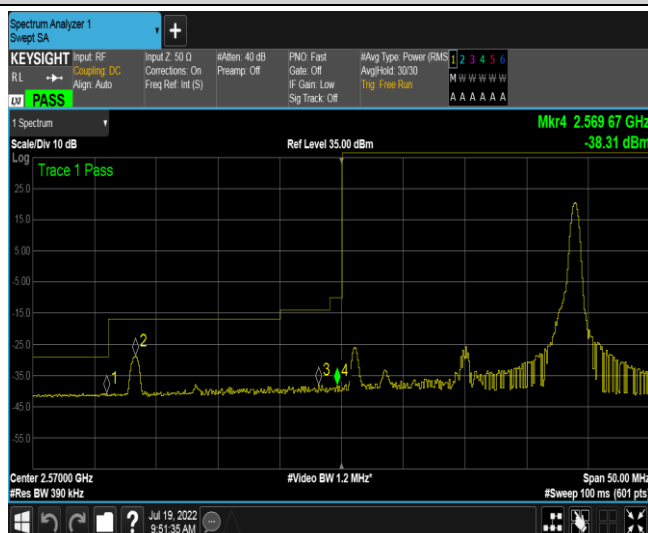 Spectrum Analyzer 1
Swept SA
KEYSIGHT
RL
LXI PASS
Input: RF
Coupling: DC
Align: Auto
Input Z: 50 Ω
Corrections: On
Freq Ref: Int (S)
#Atten: 40 dB
Preamp: Off
PNO: Fast
Gate: Off
IF Gain: Low
Sig Track: Off
#Avg Type: Power (RMS
Avg|Hold: 30/30
Trig: Free Run
1 2 3 4 5 6
M W W W W W
A A A A A A
1 Spectrum
Mkr4 2.569 67 GHz
Scale/Div 10 dB
Ref Level 35.00 dBm
-38.31 dBm
Log
Trace 1 Pass
25.0
15.0
5.00
-5.00
-15.0
2
-25.0
1
3
4
-35.0
-45.0
-55.0
Center 2.57000 GHz
#Video BW 1.2 MHz*
Span 50.00 MHz
#Res BW 390 kHz
#Sweep 100 ms (601 pts)
?
Jul 19, 2022
9:51:35 AM